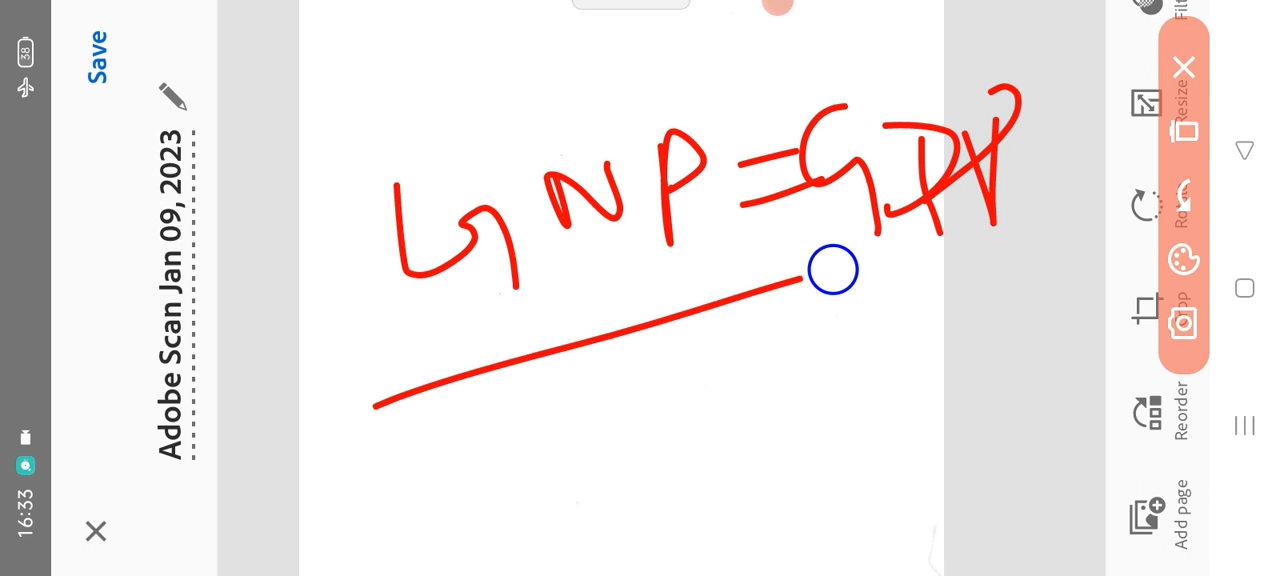 GNP = GDP
Save
Adobe Scan Jan 09, 2023
16:33
38
Resize
Reorder
Add page